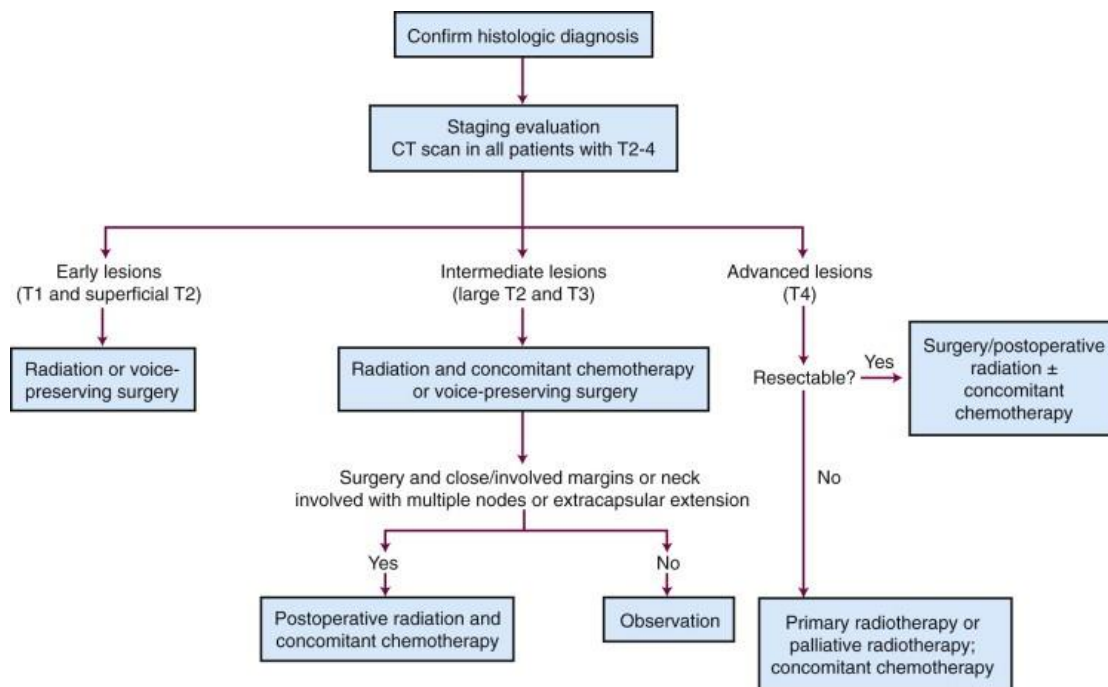 Confirm histologic diagnosis
Staging evaluation
CT scan in all patients with T2-4
Early lesions
(T1 and superficial T2)
Intermediate lesions
(large T2 and T3)
Advanced lesions
(T4)
Radiation or voice-
preserving surgery
Radiation and concomitant chemotherapy
or voice-preserving surgery
Resectable?
Yes
Surgery/postoperative
radiation ±
concomitant
chemotherapy
Surgery and close/involved margins or neck
involved with multiple nodes or extracapsular extension
No
Yes
No
Postoperative radiation and
concomitant chemotherapy
Observation
Primary radiotherapy or
palliative radiotherapy;
concomitant chemotherapy